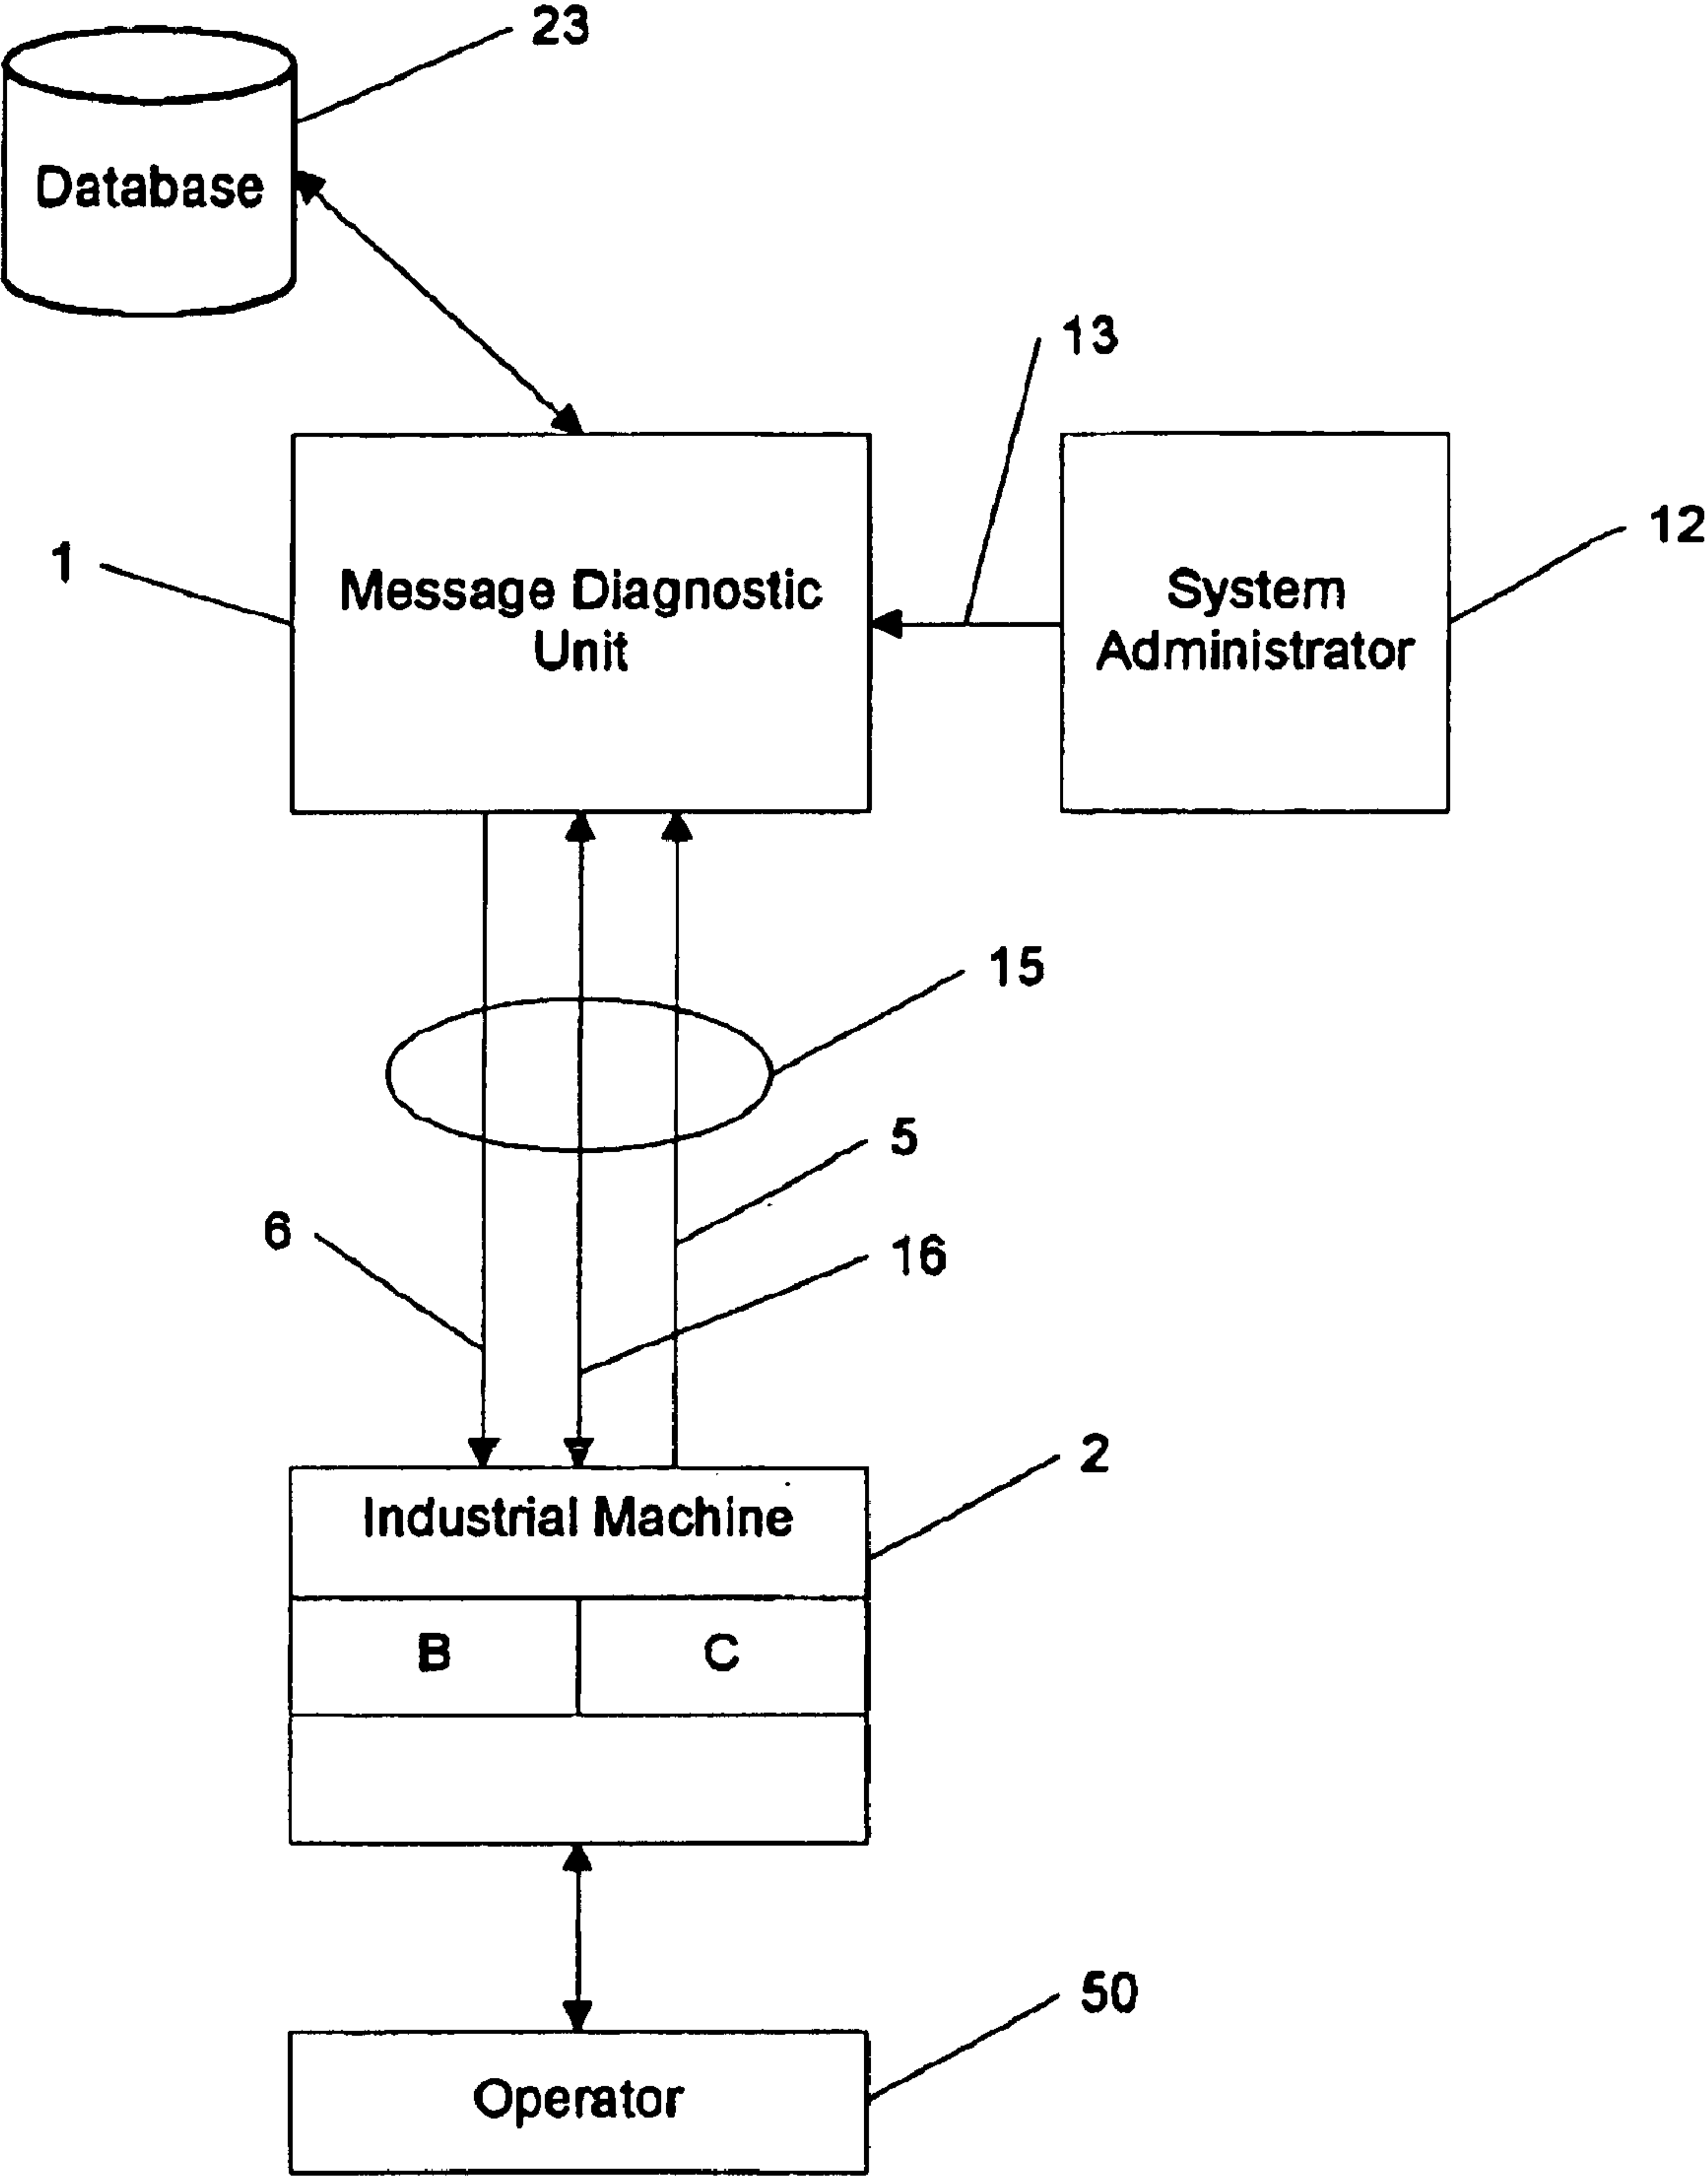 23
Database
13
12
1
Message Diagnostic
Unit
System
Administrator
15
5
6
16
2
Industrial Machine
B
C
50
Operator